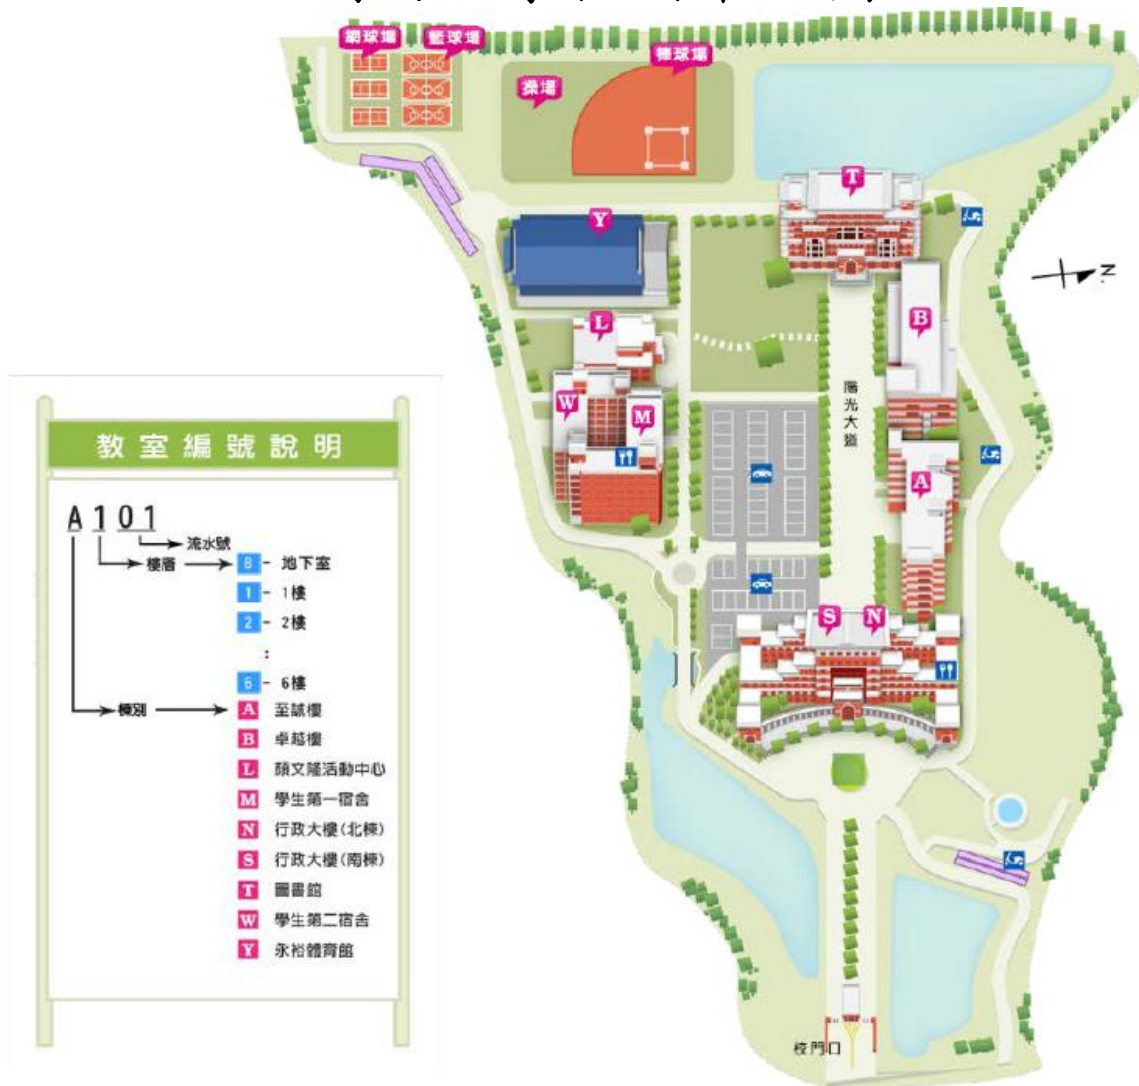 網球場
籃球場
操場
棒球場
T
Y
N
B
L
W
M
陽光大道
A
S
N
校門口
教室編號說明
A101
流水號
樓層
B - 地下室
1 - 1樓
2 - 2樓
:
6 - 6樓
棟別
A 至誠樓
B 卓越樓
L 顏文隆活動中心
M 學生第一宿舍
N 行政大樓(北棟)
S 行政大樓(南棟)
T 圖書館
W 學生第二宿舍
Y 永裕體育館